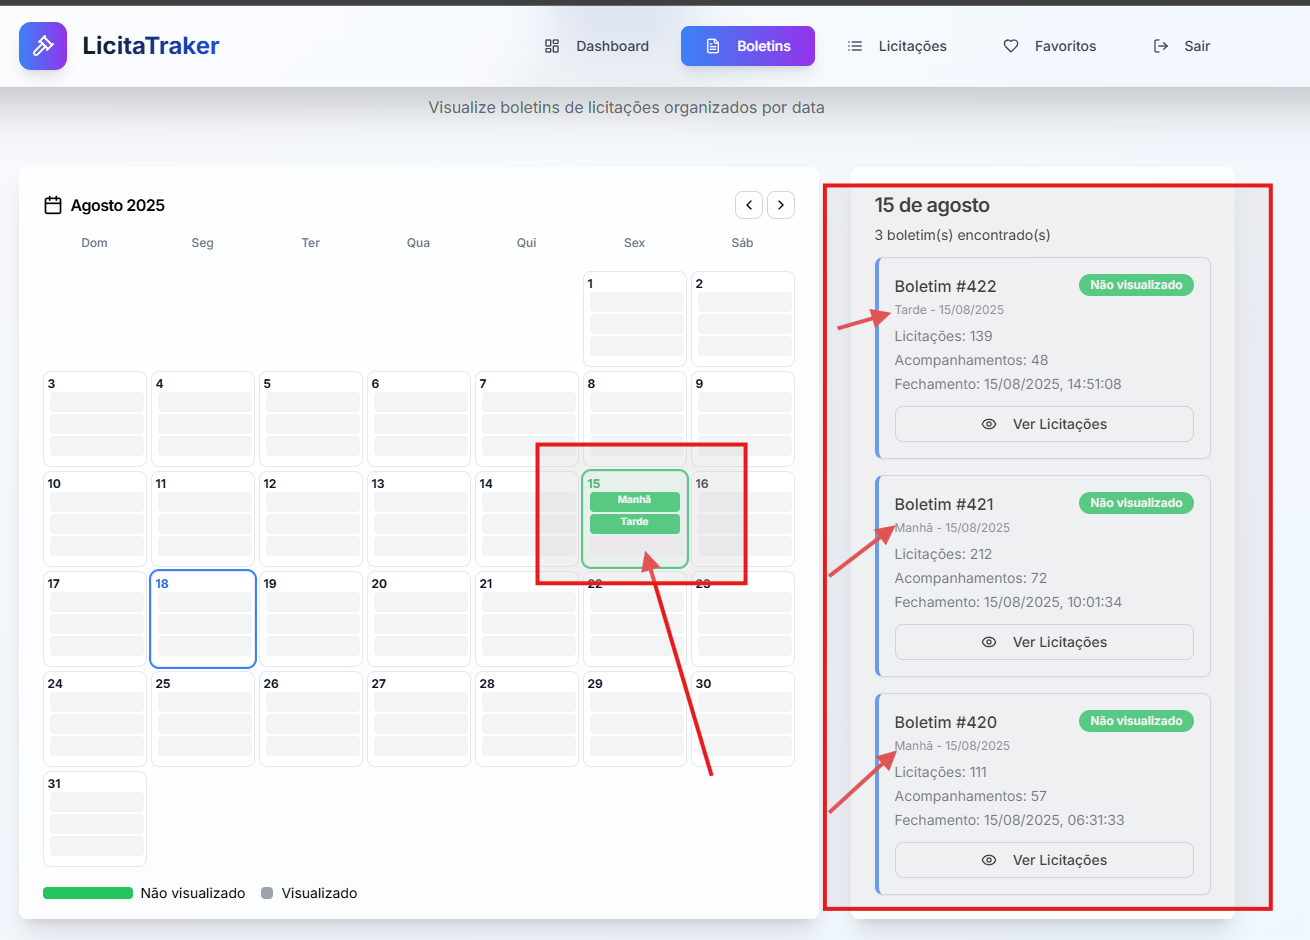 LicitaTraker
Dashboard
Boletins
Licitações
Favoritos
Sair
Visualize boletins de licitações organizados por data
Agosto 2025
Dom Seg Ter Qua Qui Sex Sáb
1 2
3 4 5 6 7 8 9
10 11 12 13 14 15 16
Manhã
Tarde
17 18 19 20 21 22 23
24 25 26 27 28 29 30
31
Não visualizado Visualizado
15 de agosto
3 boletim(s) encontrado(s)
Boletim #422 Não visualizado
Tarde - 15/08/2025
Licitações: 139
Acompanhamentos: 48
Fechamento: 15/08/2025, 14:51:08
Ver Licitações
Boletim #421 Não visualizado
Manhã - 15/08/2025
Licitações: 212
Acompanhamentos: 72
Fechamento: 15/08/2025, 10:01:34
Ver Licitações
Boletim #420 Não visualizado
Manhã - 15/08/2025
Licitações: 111
Acompanhamentos: 57
Fechamento: 15/08/2025, 06:31:33
Ver Licitações